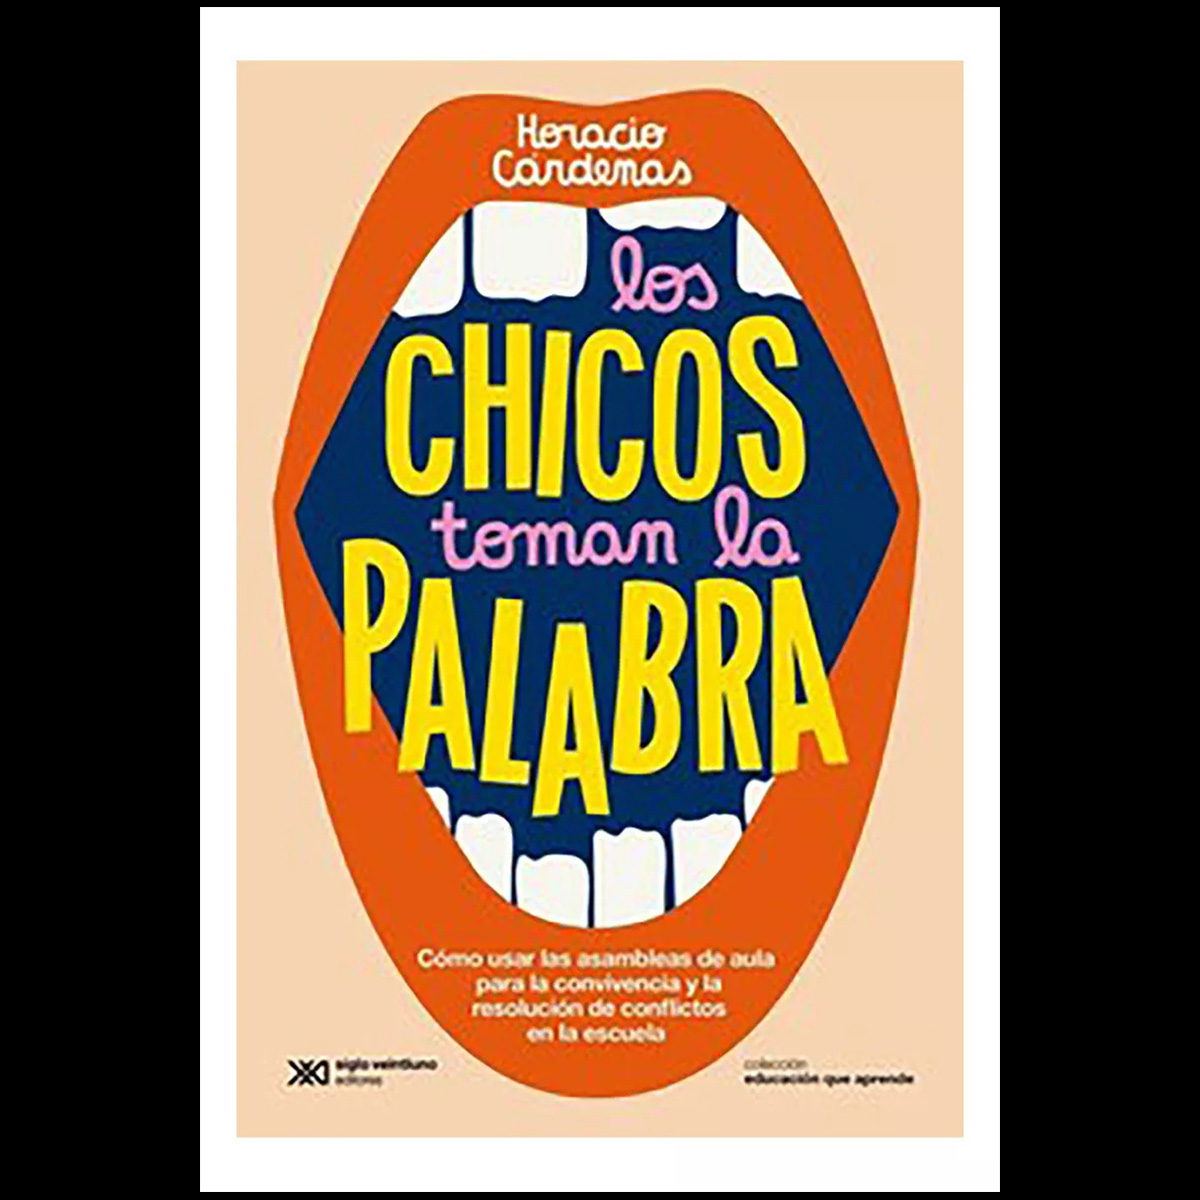 Horacio
Cárdenas
los
CHICOS
toman la
PALABRA
Cómo usar las asambleas de aula
para la convivencia y la
resolución de conflictos
en la escuela
siglo veintiuno
editores
colección
educación que aprende